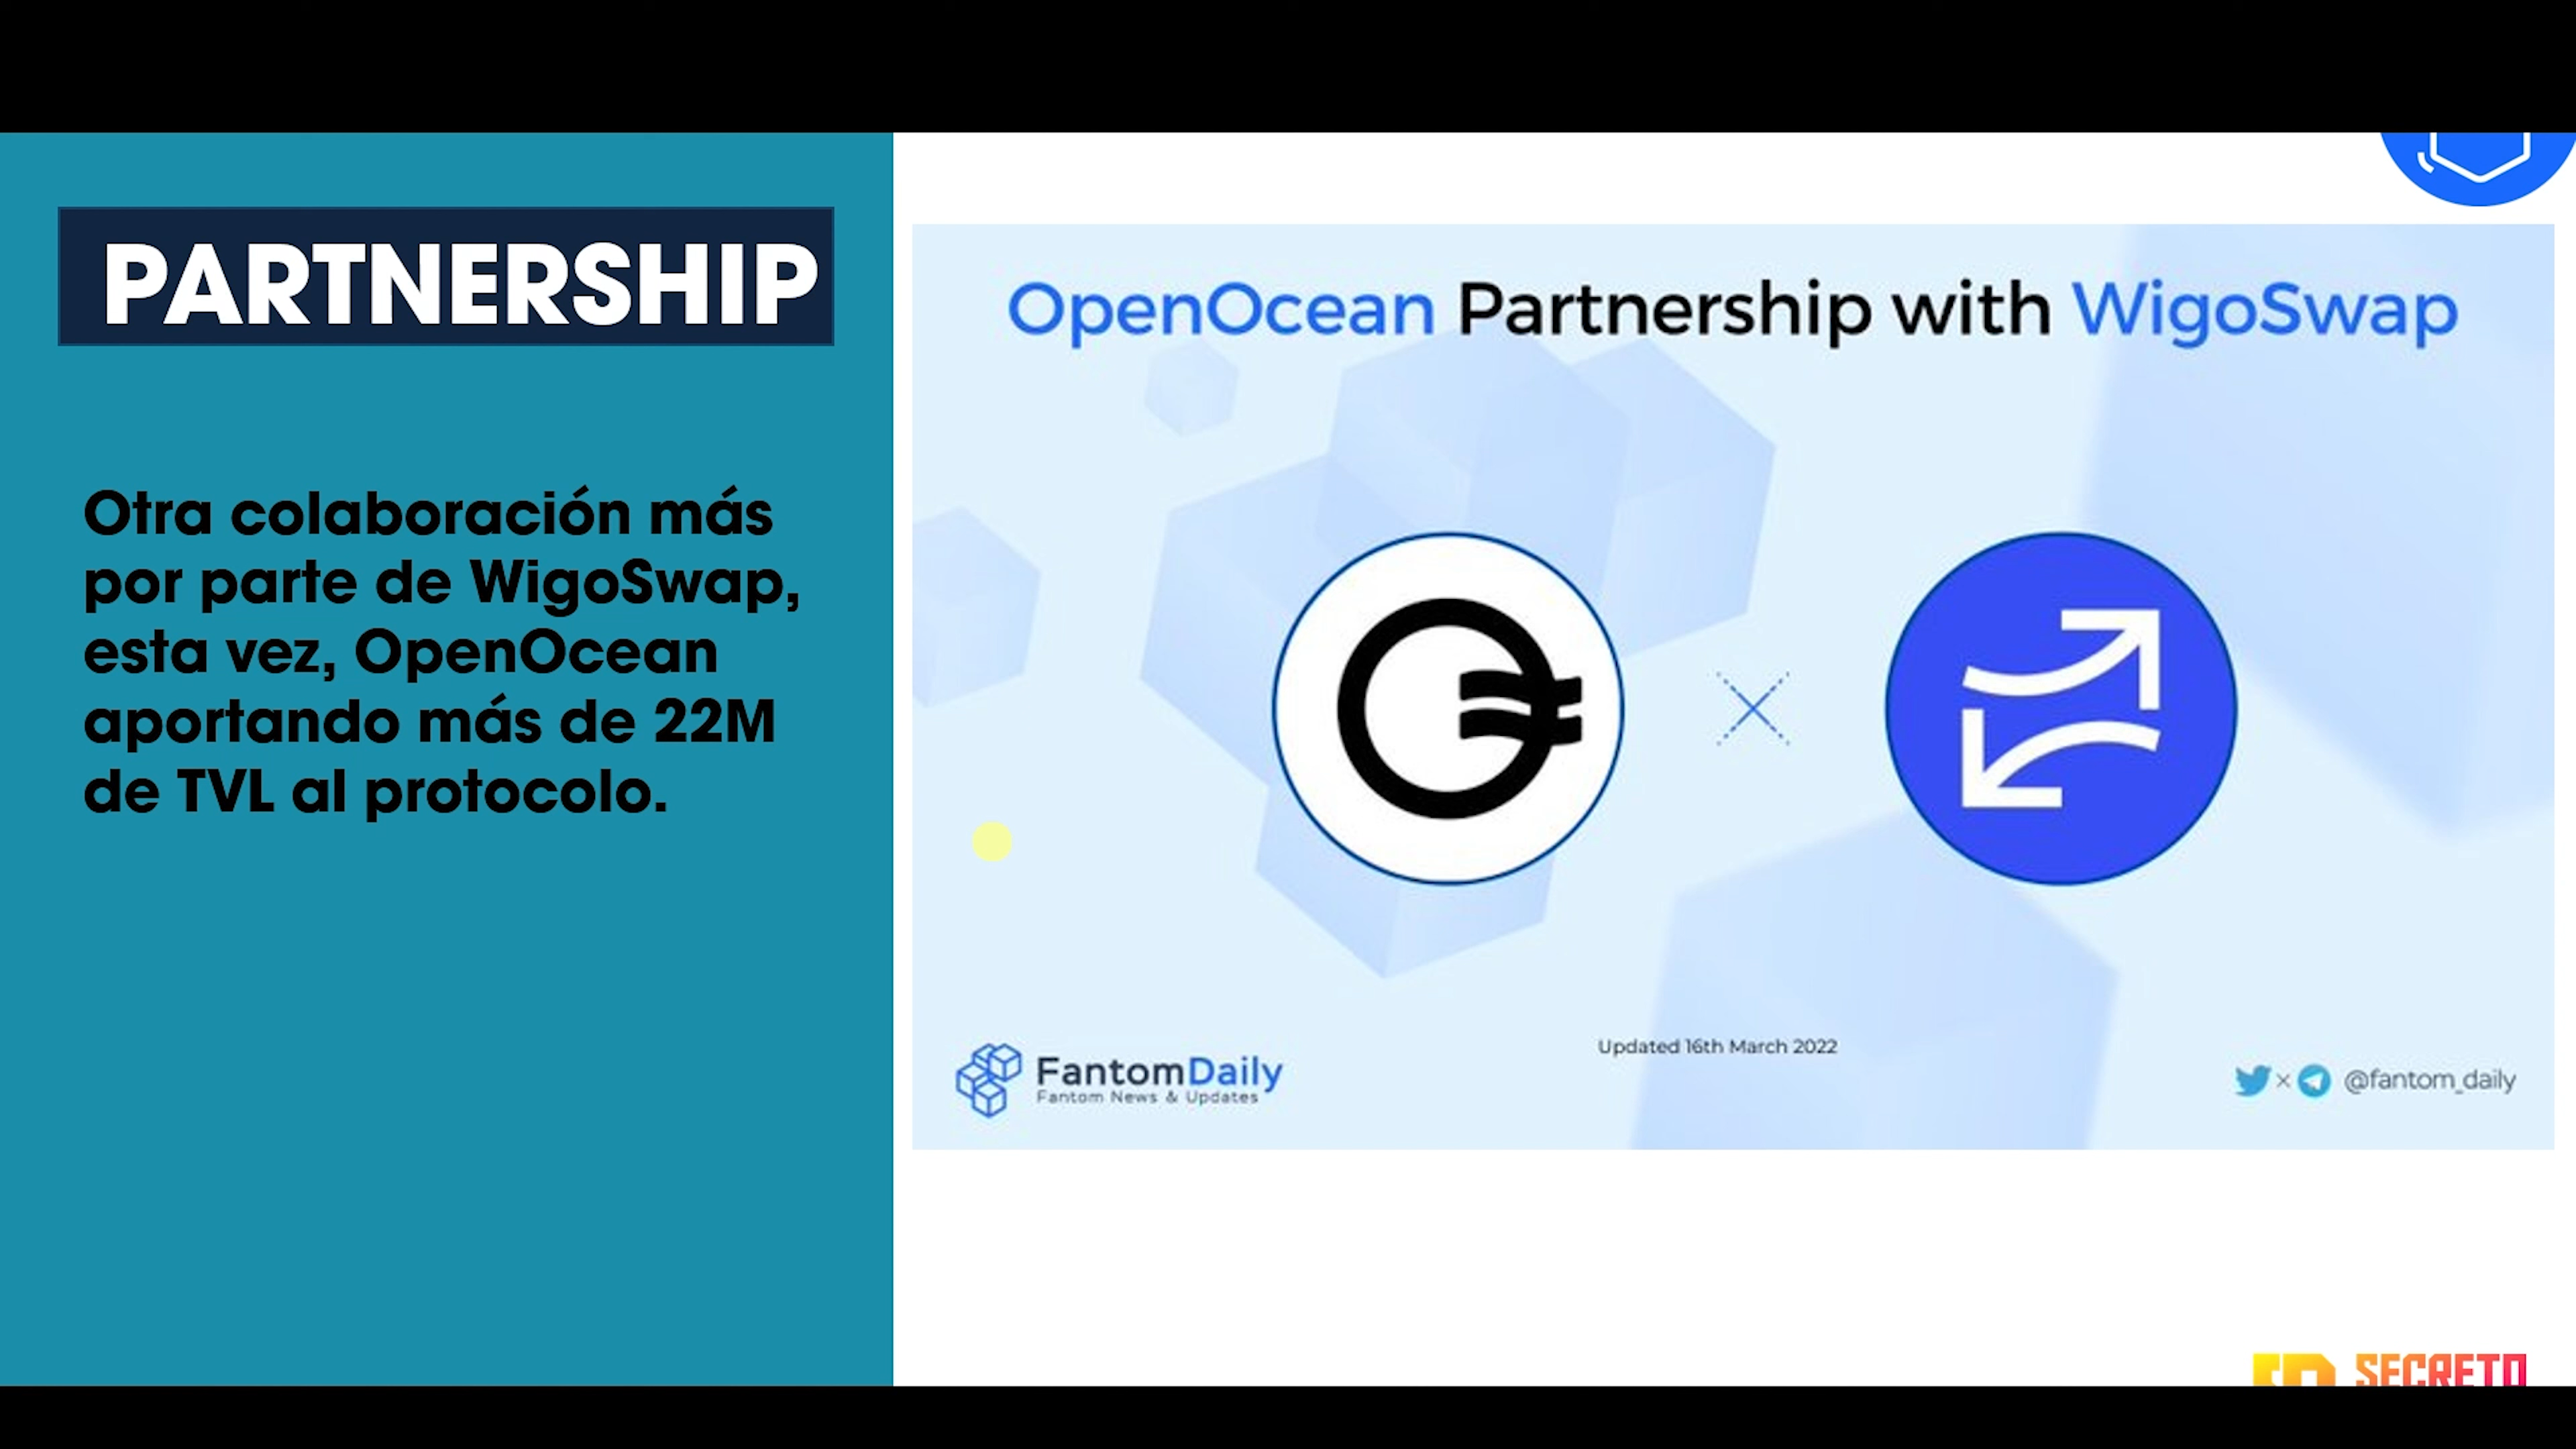 PARTNERSHIP
Otra colaboración más
por parte de WigoSwap,
esta vez, OpenOcean
aportando más de 22M
de TVL al protocolo.
OpenOcean Partnership with WigoSwap
Updated 16th March 2022
FantomDaily
Fantom News & Updates
@fantom_daily
SECRETO